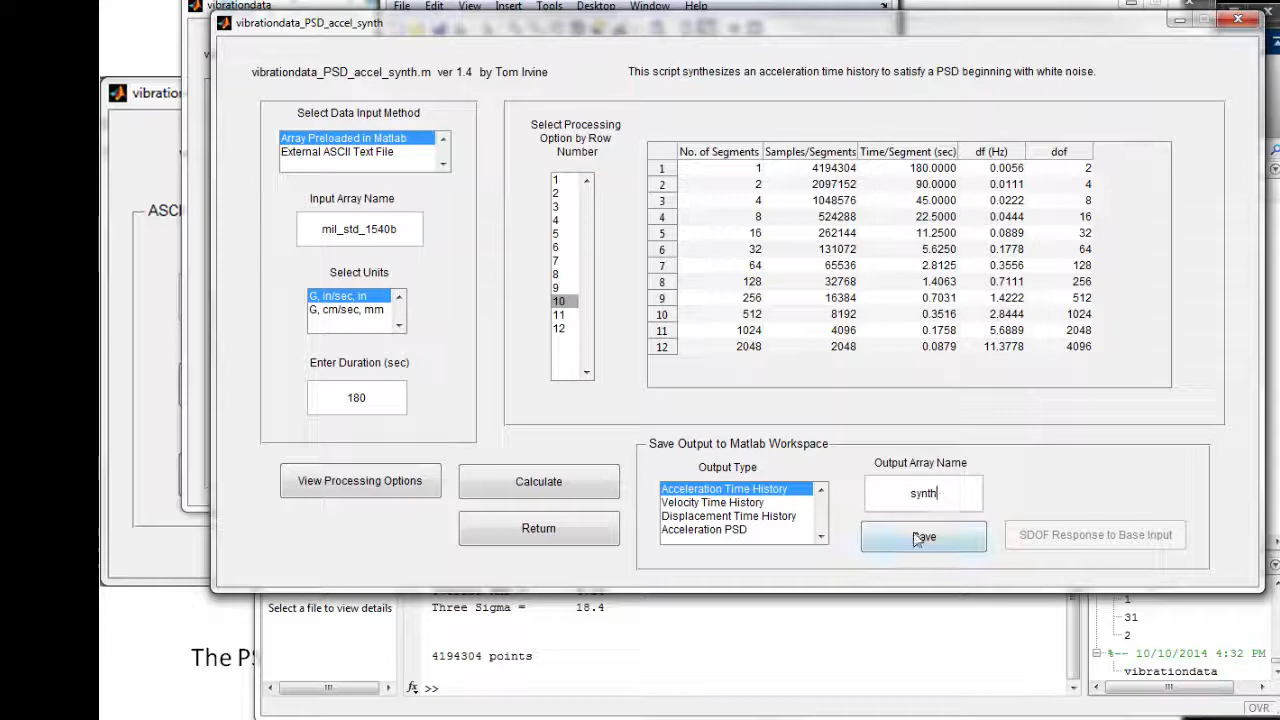 vibrationdata
File Edit View Insert Tools Desktop Window Help
vibrationdata_PSD_accel_synth
vibrationdata_PSD_accel_synth.m ver 1.4 by Tom Irvine
This script synthesizes an acceleration time history to satisfy a PSD beginning with white noise.
Select Data Input Method
Array Preloaded in Matlab
External ASCII Text File
Input Array Name
mil_std_1540b
Select Units
G, in/sec, in
G, cm/sec, mm
Enter Duration (sec)
180
View Processing Options
Calculate
Return
Select Processing
Option by Row
Number
1
2
3
4
5
6
7
8
9
10
11
12
No. of Segments Samples/Segments Time/Segment (sec) df (Hz) dof
1 1 4194304 180.0000 0.0056 2
2 2 2097152 90.0000 0.0111 4
3 4 1048576 45.0000 0.0222 8
4 8 524288 22.5000 0.0444 16
5 16 262144 11.2500 0.0889 32
6 32 131072 5.6250 0.1778 64
7 64 65536 2.8125 0.3556 128
8 128 32768 1.4063 0.7111 256
9 256 16384 0.7031 1.4222 512
10 512 8192 0.3516 2.8444 1024
11 1024 4096 0.1758 5.6889 2048
12 2048 2048 0.0879 11.3778 4096
Save Output to Matlab Workspace
Output Type
Acceleration Time History
Velocity Time History
Displacement Time History
Acceleration PSD
Output Array Name
synth
Save
SDOF Response to Base Input
vibratio
ASCI
The PS
Select a file to view details
Three Sigma = 18.4
4194304 points
fx >>
1
31
2
%-- 10/10/2014 4:32 PM
vibrationdata
OVR